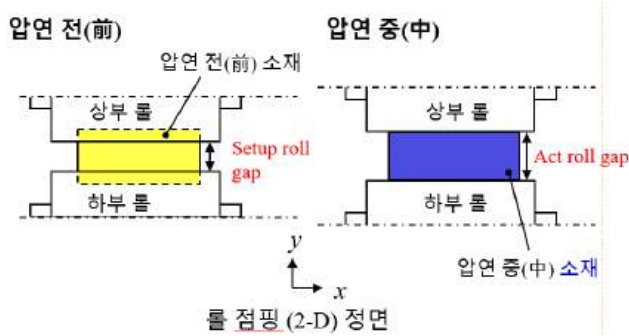 압연 전(前)
압연 중(中)
압연 전(前) 소재
상부 롤
Setup roll
gap
하부 롤
상부 롤
Act roll gap
하부 롤
압연 중(中) 소재
y
x
롤 점핑 (2-D) 정면